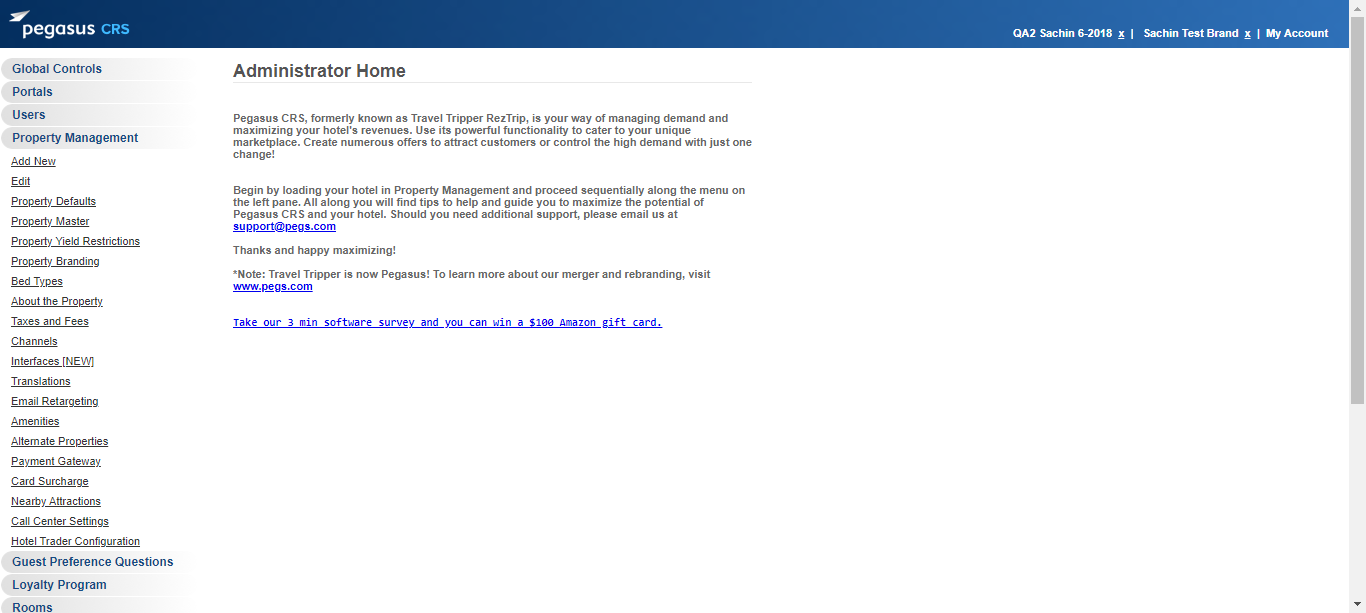 pegasus CRS
QA2 Sachin 6-2018 x | Sachin Test Brand x | My Account
Global Controls
Portals
Users
Property Management
Add New
Edit
Property Defaults
Property Master
Property Yield Restrictions
Property Branding
Bed Types
About the Property
Taxes and Fees
Channels
Interfaces [NEW]
Translations
Email Retargeting
Amenities
Alternate Properties
Payment Gateway
Card Surcharge
Nearby Attractions
Call Center Settings
Hotel Trader Configuration
Guest Preference Questions
Loyalty Program
Rooms
Administrator Home
Pegasus CRS, formerly known as Travel Tripper RezTrip, is your way of managing demand and
maximizing your hotel's revenues. Use its powerful functionality to cater to your unique
marketplace. Create numerous offers to attract customers or control the high demand with just one
change!
Begin by loading your hotel in Property Management and proceed sequentially along the menu on
the left pane. All along you will find tips to help and guide you to maximize the potential of
Pegasus CRS and your hotel. Should you need additional support, please email us at
support@pegs.com
Thanks and happy maximizing!
*Note: Travel Tripper is now Pegasus! To learn more about our merger and rebranding, visit
www.pegs.com
Take our 3 min software survey and you can win a $100 Amazon gift card.